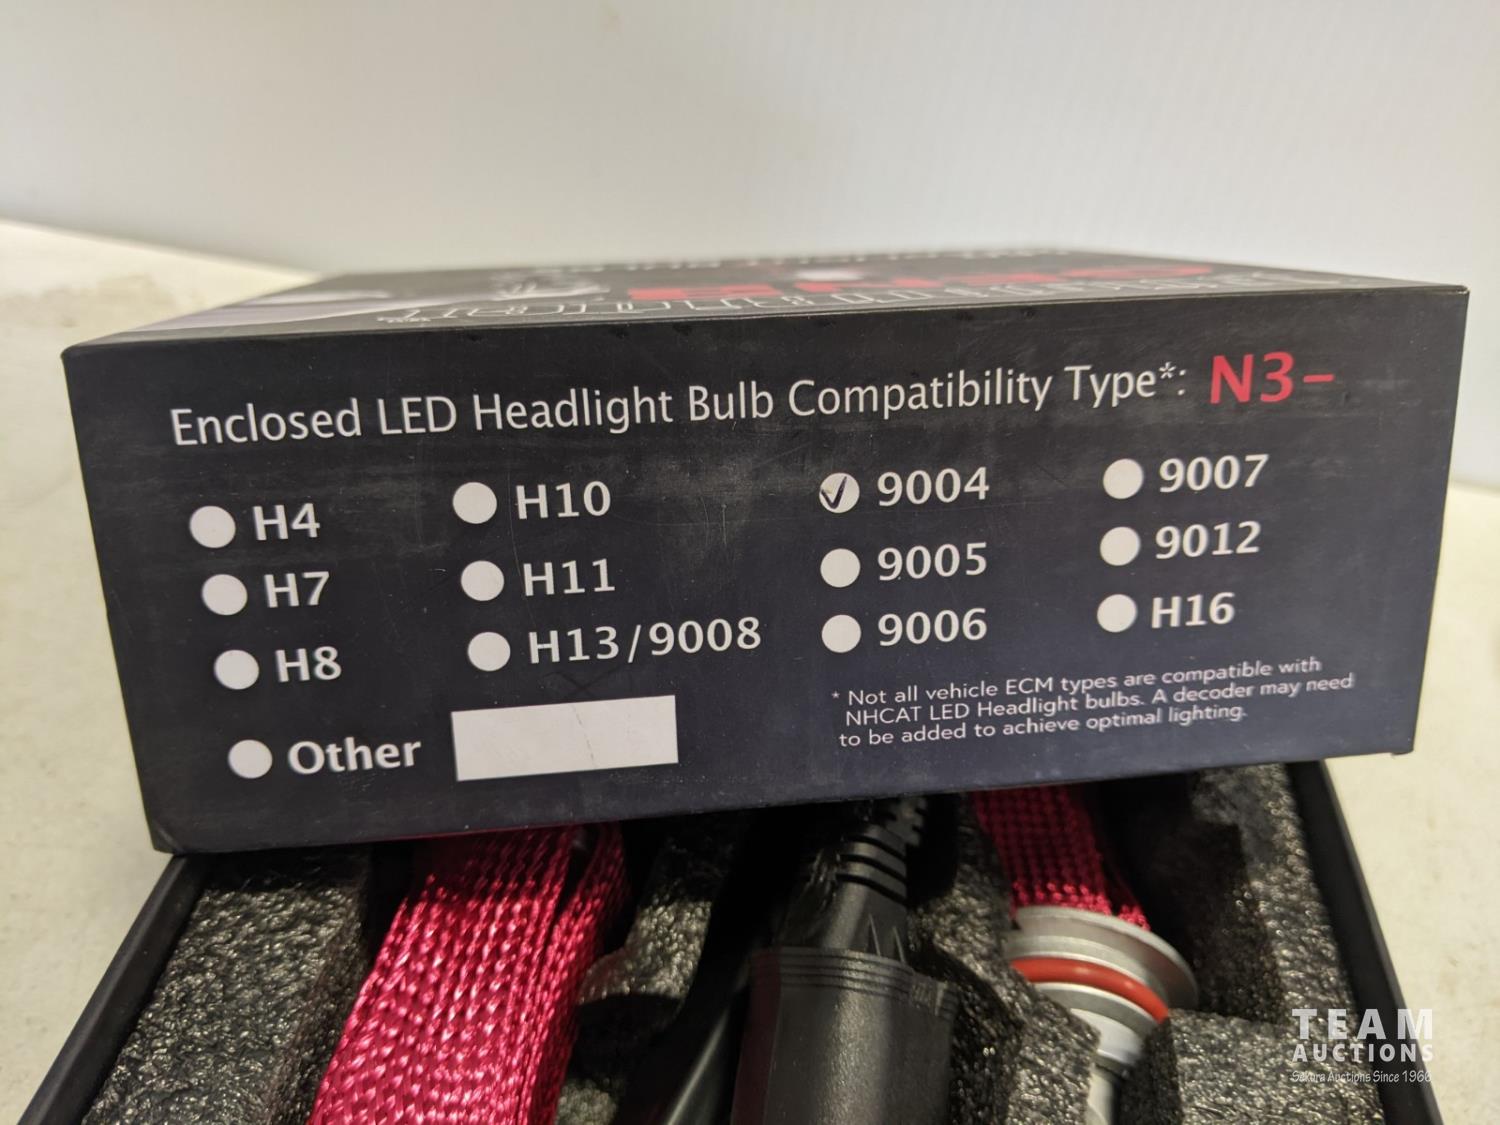 Enclosed LED Headlight Bulb Compatibility Type*: N3-
H4 H10 9004 9007
H7 H11 9005 9012
H8 H13/9008 9006 H16
Other
* Not all vehicle ECM types are compatible with
NHCAT LED Headlight bulbs. A decoder may need
to be added to achieve optimal lighting.
TEAM
AUCTIONS
Sekura Auctions Since 1966